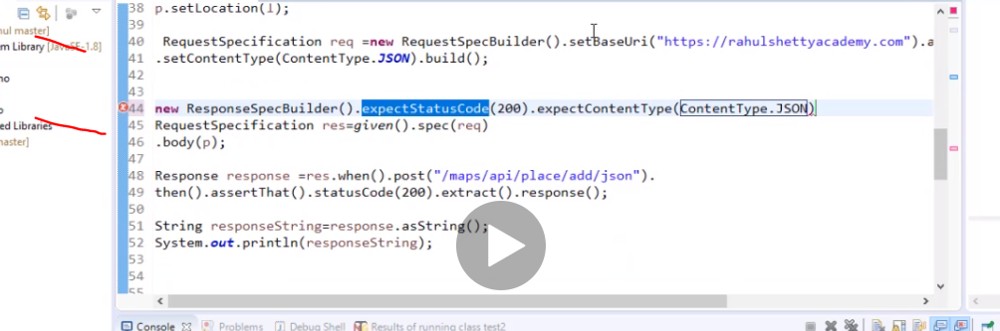 38 p.setLocation(l);
hul master]
39
m Library [JavaSE-1.8]
40 RequestSpecification req =new RequestSpecBuilder().setBaseUri("https://rahulshettyacademy.com").a
41 .setContentType(ContentType.JSON).build();
42
no
43
44 new ResponseSpecBuilder().expectStatusCode(200).expectContentType(ContentType.JSON)
o
45 RequestSpecification res=given().spec(req)
ed Libraries
46 .body(p);
master]
47
48 Response response =res.when().post("/maps/api/place/add/json").
49 then().assertThat().statusCode(200).extract().response();
50
51 String responseString=response.asString();
52 System.out.println(responseString);
53
54
55
Console Problems Debug Shell Results of running class test2